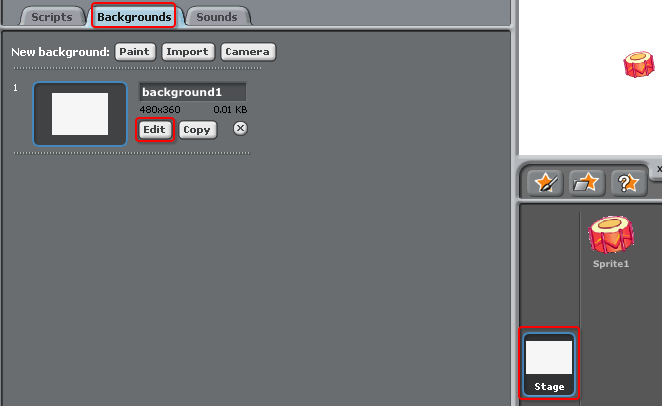 Scripts Backgrounds Sounds
New background: Paint Import Camera
1
background1
480x360 0.01 KB
Edit Copy
x
Sprite1
Stage